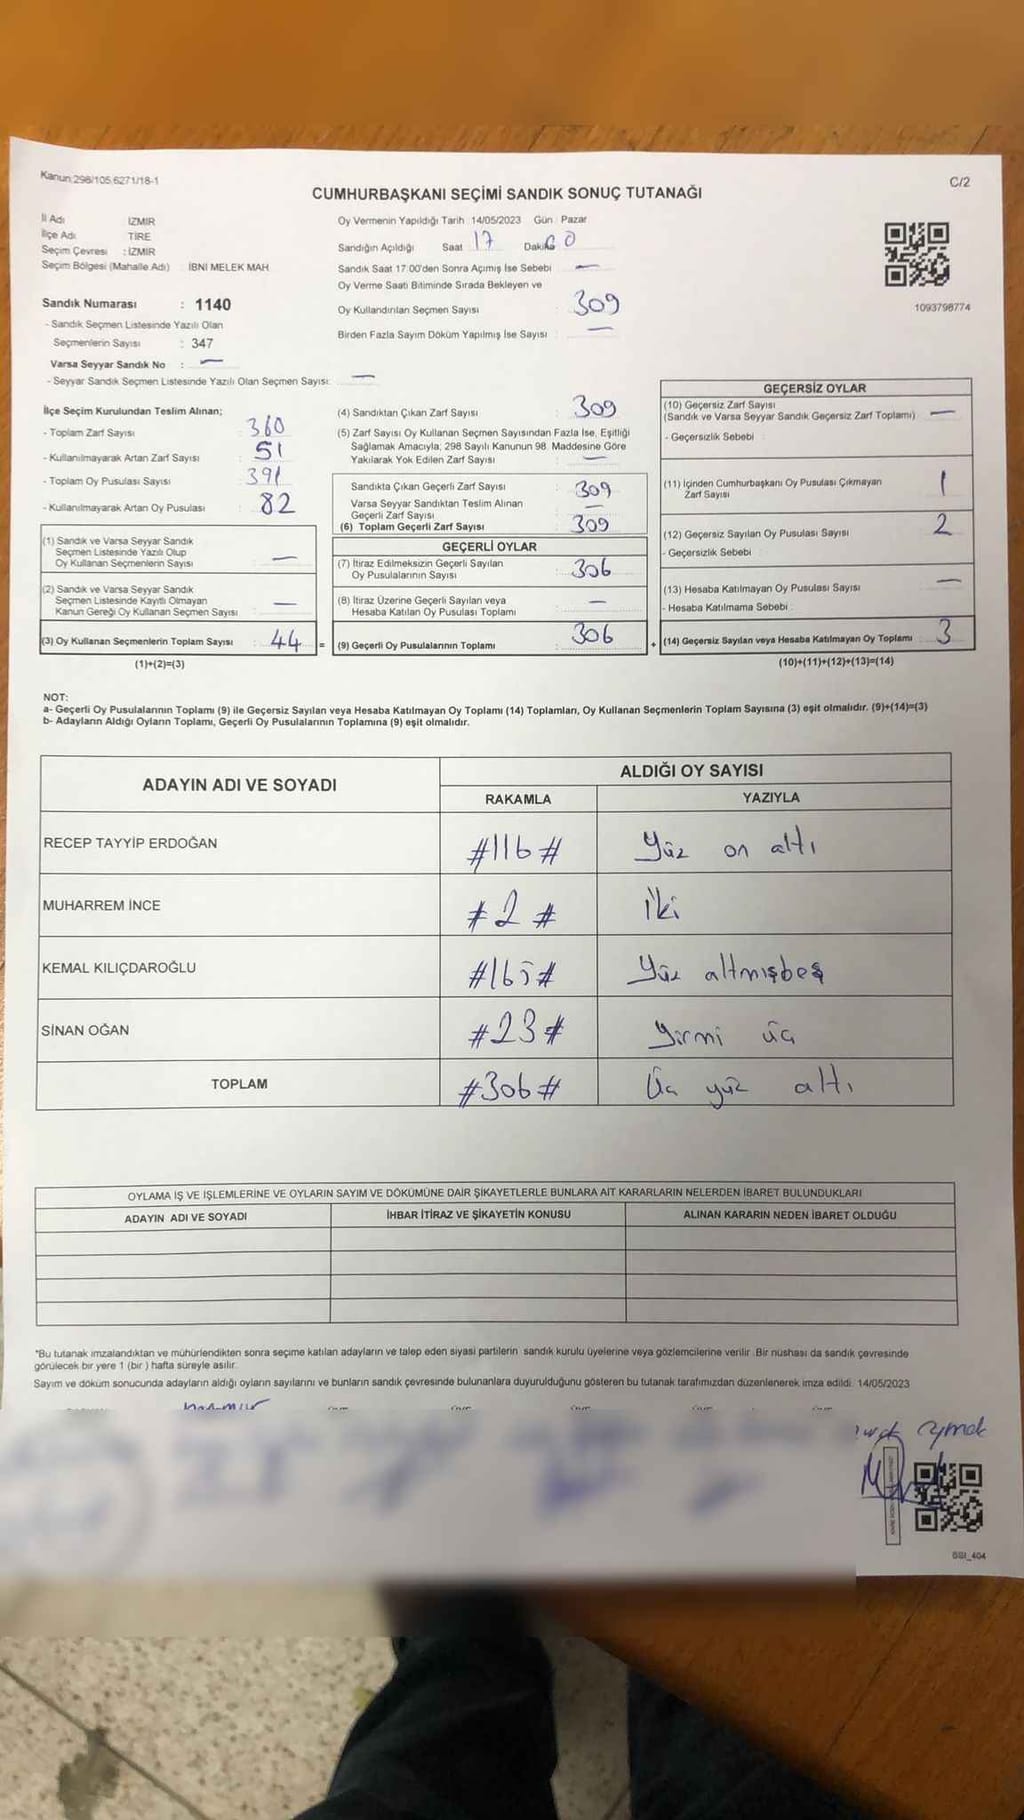 Kanun:298/105,6271/18-1
C/2
CUMHURBAŞKANI SEÇİMİ SANDIK SONUÇ TUTANAĞI
İl Adı İZMİR
İlçe Adı TİRE
Seçim Çevresi : İZMİR
Seçim Bölgesi (Mahalle Adı) : İBNİ MELEK MAH
Sandık Numarası : 1140
- Sandık Seçmen Listesinde Yazılı Olan
Seçmenlerin Sayısı : 347
Varsa Seyyar Sandık No : —
- Seyyar Sandık Seçmen Listesinde Yazılı Olan Seçmen Sayısı: —
Oy Vermenin Yapıldığı Tarih 14/05/2023 Gün : Pazar
Sandığın Açıldığı Saat 17 Dakika 00
Sandık Saat 17:00'den Sonra Açılmış İse Sebebi —
Oy Verme Saati Bitiminde Sırada Bekleyen ve
Oy Kullandırılan Seçmen Sayısı : 309
Birden Fazla Sayım Döküm Yapılmış İse Sayısı : —
1093798774
İlçe Seçim Kurulundan Teslim Alınan;
- Toplam Zarf Sayısı : 360
- Kullanılmayarak Artan Zarf Sayısı : 51
- Toplam Oy Pusulası Sayısı : 391
- Kullanılmayarak Artan Oy Pusulası : 82
(1) Sandık ve Varsa Seyyar Sandık
Seçmen Listesinde Yazılı Olup
Oy Kullanan Seçmenlerin Sayısı : —
(2) Sandık ve Varsa Seyyar Sandık
Seçmen Listesinde Kayıtlı Olmayan
Kanun Gereği Oy Kullanan Seçmen Sayısı : —
(3) Oy Kullanan Seçmenlerin Toplam Sayısı : 44 =
(1)+(2)=(3)
(4) Sandıktan Çıkan Zarf Sayısı : 309
(5) Zarf Sayısı Oy Kullanan Seçmen Sayısından Fazla İse, Eşitliği
Sağlamak Amacıyla; 298 Sayılı Kanunun 98. Maddesine Göre
Yakılarak Yok Edilen Zarf Sayısı : —
Sandıkta Çıkan Geçerli Zarf Sayısı : 309
Varsa Seyyar Sandıktan Teslim Alınan
Geçerli Zarf Sayısı : —
(6) Toplam Geçerli Zarf Sayısı : 309
GEÇERLİ OYLAR
(7) İtiraz Edilmeksizin Geçerli Sayılan
Oy Pusulalarının Sayısı : 306
(8) İtiraz Üzerine Geçerli Sayılan veya
Hesaba Katılan Oy Pusulası Toplamı : —
(9) Geçerli Oy Pusulalarının Toplamı : 306 +
GEÇERSİZ OYLAR
(10) Geçersiz Zarf Sayısı
(Sandık ve Varsa Seyyar Sandık Geçersiz Zarf Toplamı) : —
- Geçersizlik Sebebi :
(11) İçinden Cumhurbaşkanı Oy Pusulası Çıkmayan
Zarf Sayısı : 1
(12) Geçersiz Sayılan Oy Pusulası Sayısı : 2
- Geçersizlik Sebebi :
(13) Hesaba Katılmayan Oy Pusulası Sayısı : —
- Hesaba Katılmama Sebebi :
(14) Geçersiz Sayılan veya Hesaba Katılmayan Oy Toplamı : 3
(10)+(11)+(12)+(13)=(14)
NOT:
a- Geçerli Oy Pusulalarının Toplamı (9) ile Geçersiz Sayılan veya Hesaba Katılmayan Oy Toplamı (14) Toplamları, Oy Kullanan Seçmenlerin Toplam Sayısına (3) eşit olmalıdır. (9)+(14)=(3)
b- Adayların Aldığı Oyların Toplamı, Geçerli Oy Pusulalarının Toplamına (9) eşit olmalıdır.
ADAYIN ADI VE SOYADI ALDIĞI OY SAYISI
RAKAMLA YAZIYLA
RECEP TAYYİP ERDOĞAN #116# Yüz on altı
MUHARREM İNCE #2# İki
KEMAL KILIÇDAROĞLU #165# Yüz altmışbeş
SİNAN OĞAN #23# Yirmi üç
TOPLAM #306# Üç yüz altı
OYLAMA İŞ VE İŞLEMLERİNE VE OYLARIN SAYIM VE DÖKÜMÜNE DAİR ŞİKAYETLERLE BUNLARA AİT KARARLARIN NELERDEN İBARET BULUNDUKLARI
ADAYIN ADI VE SOYADI İHBAR İTİRAZ VE ŞİKAYETİN KONUSU ALINAN KARARIN NEDEN İBARET OLDUĞU
*Bu tutanak imzalandıktan ve mühürlendikten sonra seçime katılan adayların ve talep eden siyasi partilerin sandık kurulu üyelerine veya gözlemcilerine verilir. Bir nüshası da sandık çevresinde
görülecek bir yere 1 (bir ) hafta süreyle asılır.
Sayım ve döküm sonucunda adayların aldığı oyların sayılarını ve bunların sandık çevresinde bulunanlara duyurulduğunu gösteren bu tutanak tarafımızdan düzenlenerek imza edildi. 14/05/2023